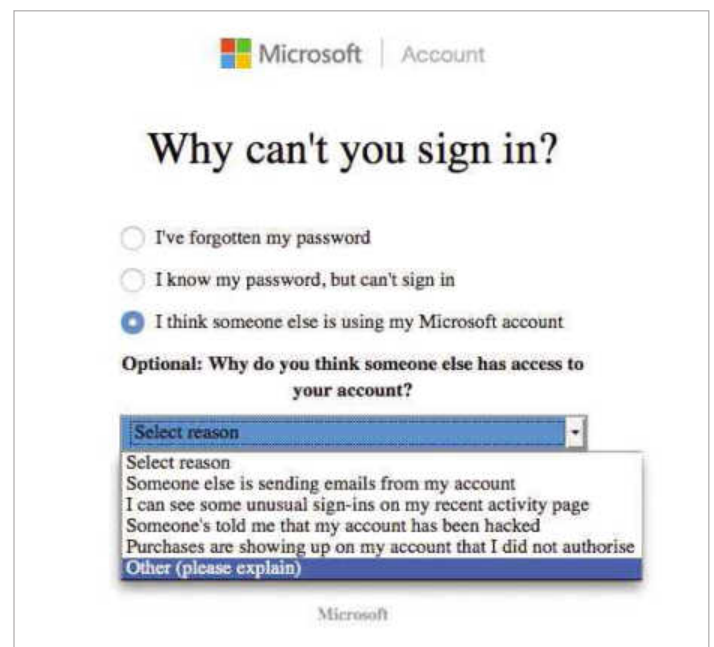 Microsoft | Account
Why can't you sign in?
I've forgotten my password
I know my password, but can't sign in
I think someone else is using my Microsoft account
Optional: Why do you think someone else has access to
your account?
Select reason
Select reason
Someone else is sending emails from my account
I can see some unusual sign-ins on my recent activity page
Someone's told me that my account has been hacked
Purchases are showing up on my account that I did not authorise
Other (please explain)
Microsoft